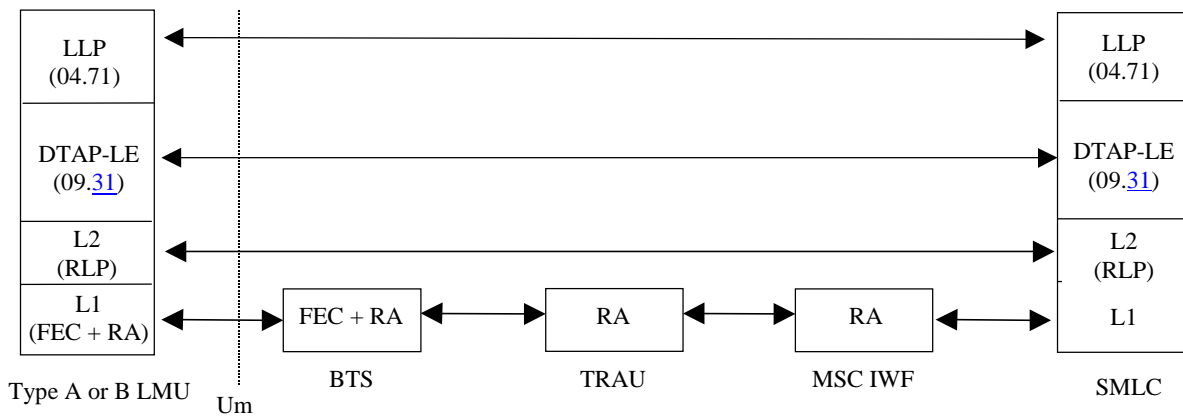 LLP
(04.71)
DTAP-LE
(09.31)
L2
(RLP)
L1
(FEC + RA)
Type A or B LMU
Um
FEC + RA
BTS
RA
TRAU
RA
MSC IWF
LLP
(04.71)
DTAP-LE
(09.31)
L2
(RLP)
L1
SMLC